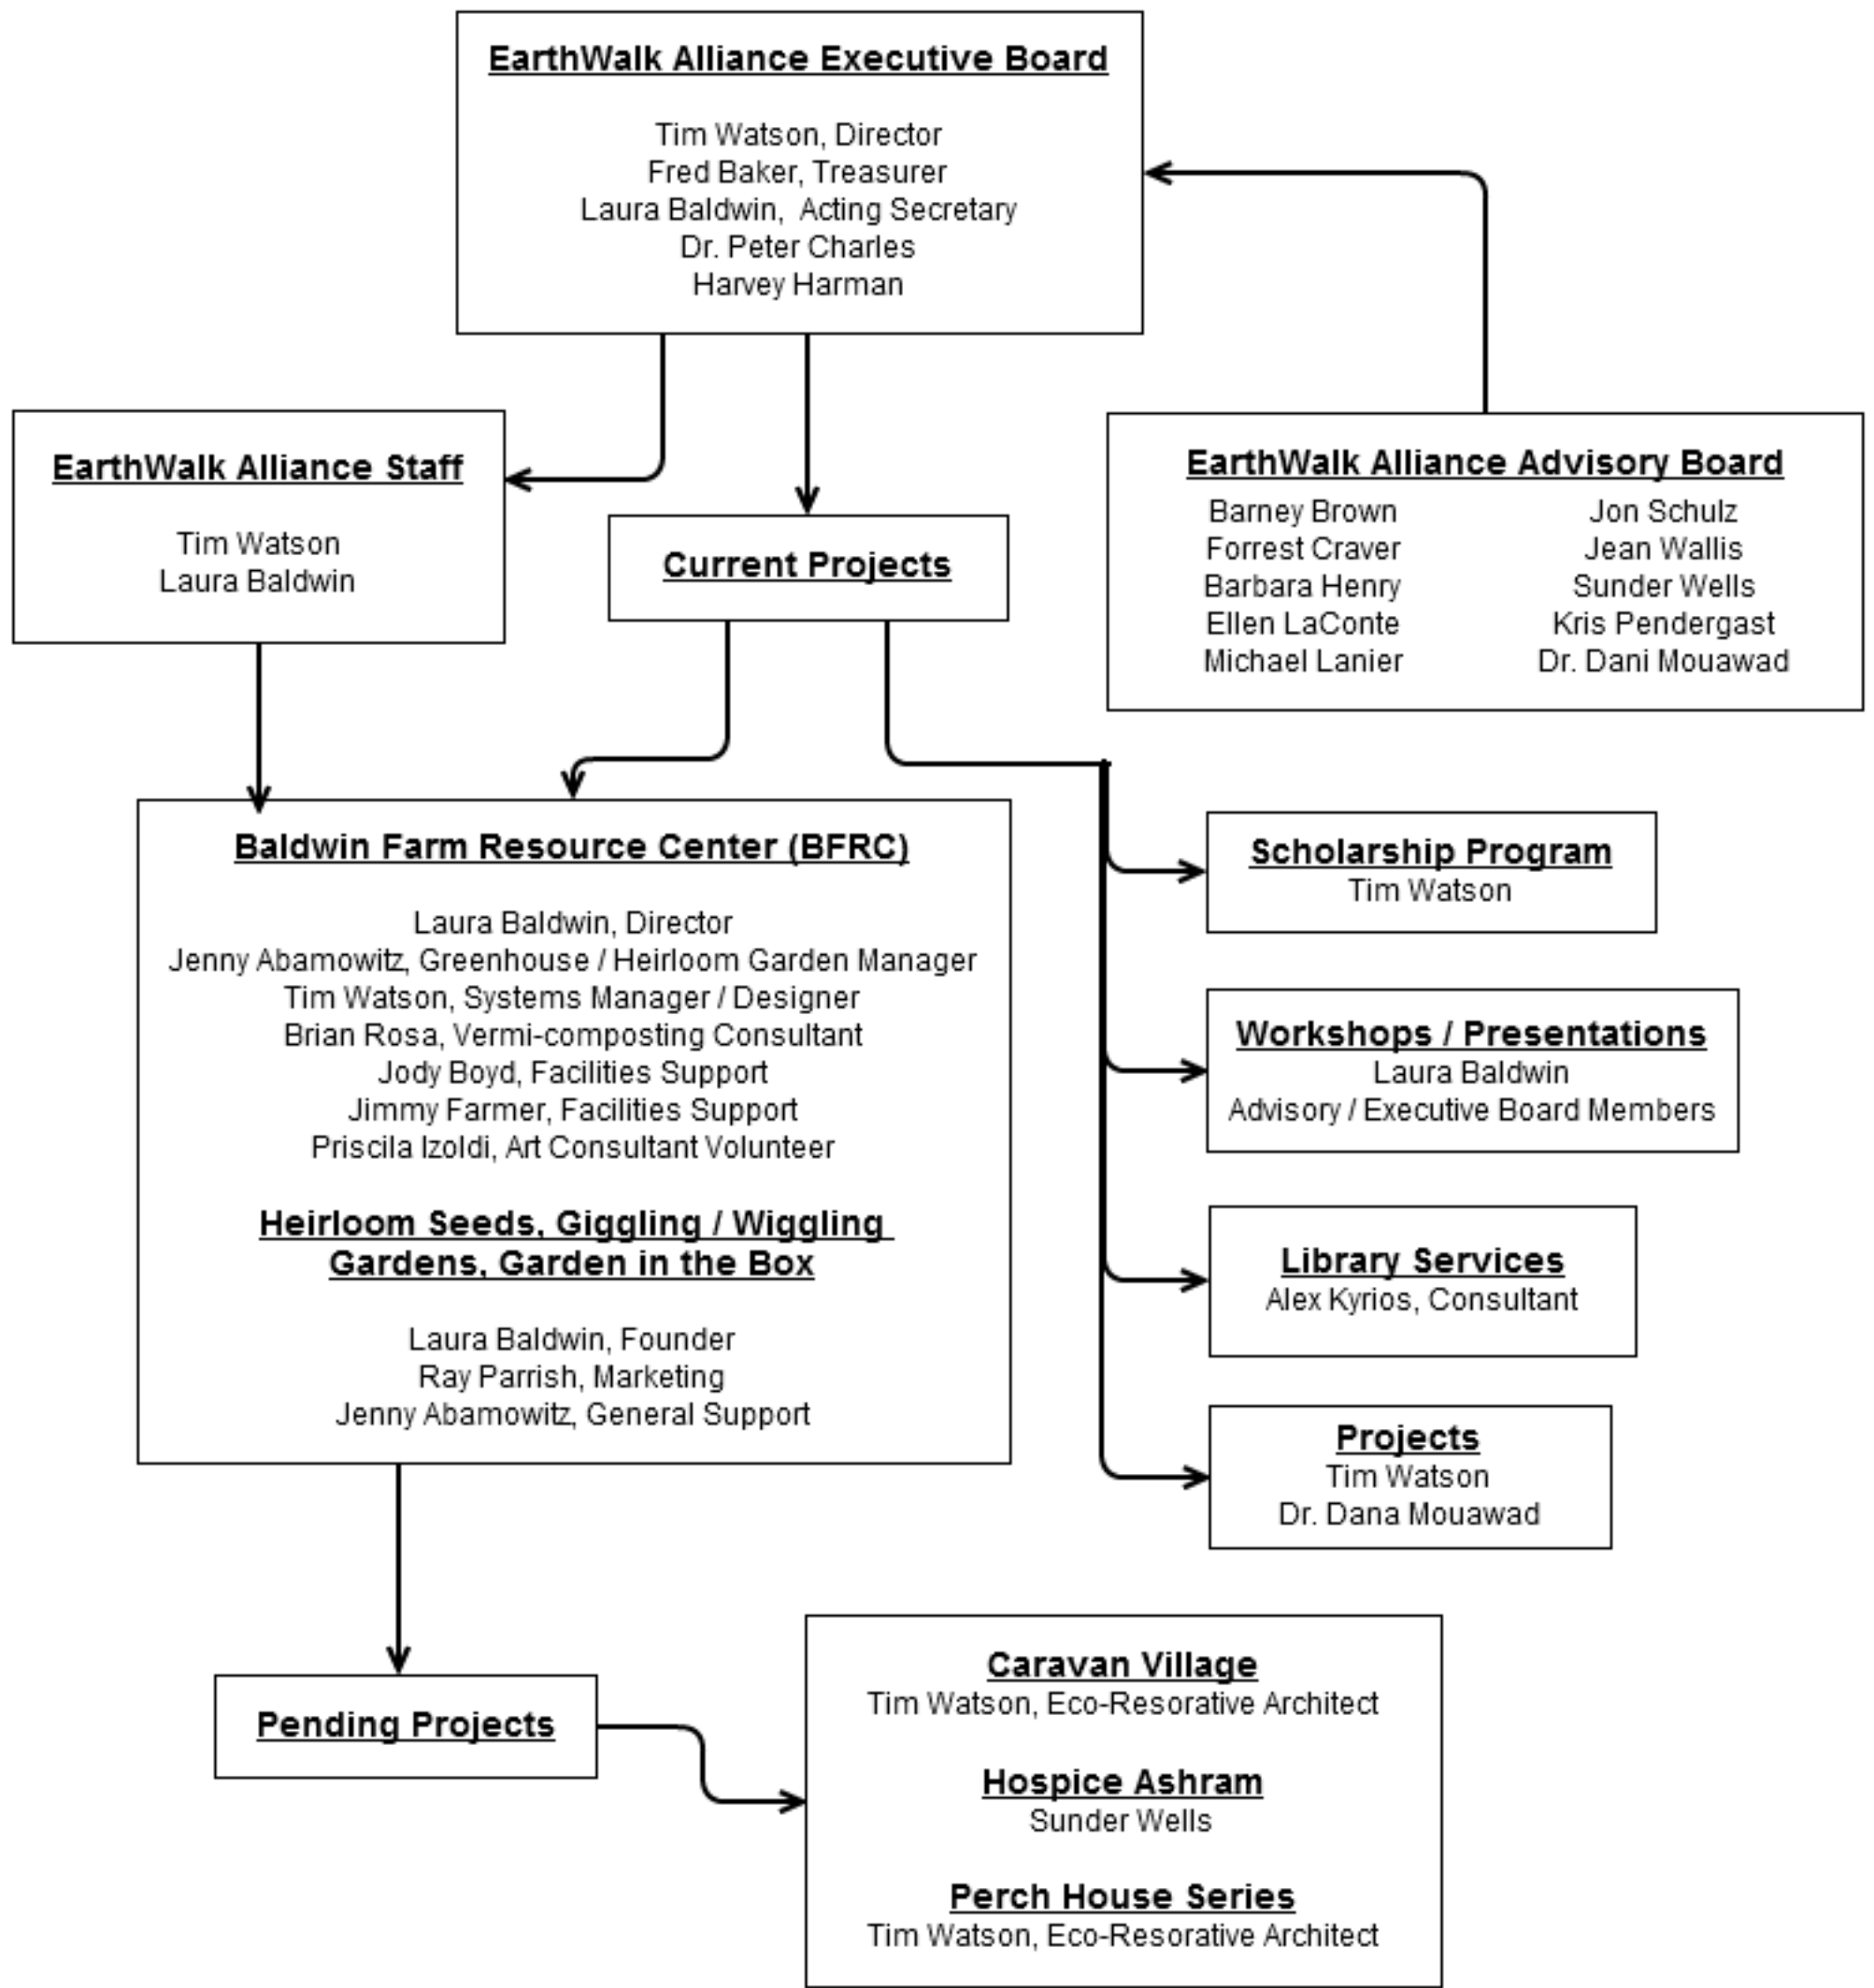 EarthWalk Alliance Executive Board
Tim Watson, Director
Fred Baker, Treasurer
Laura Baldwin,  Acting Secretary
Dr. Peter Charles
Harvey Harman
EarthWalk Alliance Staff
Tim Watson
Laura Baldwin
Current Projects
EarthWalk Alliance Advisory Board
Barney Brown
Forrest Craver
Barbara Henry
Ellen LaConte
Michael Lanier
Jon Schulz
Jean Wallis
Sunder Wells
Kris Pendergast
Dr. Dani Mouawad
Baldwin Farm Resource Center (BFRC)
Laura Baldwin, Director
Jenny Abamowitz, Greenhouse / Heirloom Garden Manager
Tim Watson, Systems Manager / Designer
Brian Rosa, Vermi-composting Consultant
Jody Boyd, Facilities Support
Jimmy Farmer, Facilities Support
Priscila Izoldi, Art Consultant Volunteer
Heirloom Seeds, Giggling / Wiggling
Gardens, Garden in the Box
Laura Baldwin, Founder
Ray Parrish, Marketing
Jenny Abamowitz, General Support
Scholarship Program
Tim Watson
Workshops / Presentations
Laura Baldwin
Advisory / Executive Board Members
Library Services
Alex Kyrios, Consultant
Projects
Tim Watson
Dr. Dana Mouawad
Pending Projects
Caravan Village
Tim Watson, Eco-Resorative Architect
Hospice Ashram
Sunder Wells
Perch House Series
Tim Watson, Eco-Resorative Architect